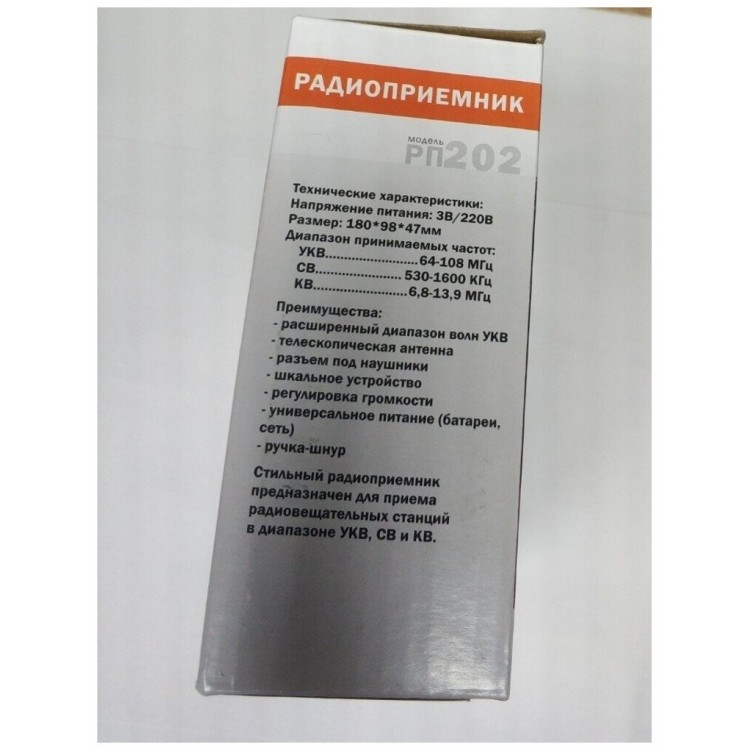 РАДИОПРИЕМНИК
модель
РП202
Технические характеристики:
Напряжение питания: 3В/220В
Размер: 180*98*47мм
Диапазон принимаемых частот:
УКВ........................64-108 МГц
СВ...................... 530-1600 КГц
КВ......................6,8-13,9 МГц
Преимущества:
- расширенный диапазон волн УКВ
- телескопическая антенна
- разъем под наушники
- шкальное устройство
- регулировка громкости
- универсальное питание (батареи,
сеть)
- ручка-шнур
Стильный радиоприемник
предназначен для приема
радиовещательных станций
в диапазоне УКВ, СВ и КВ.